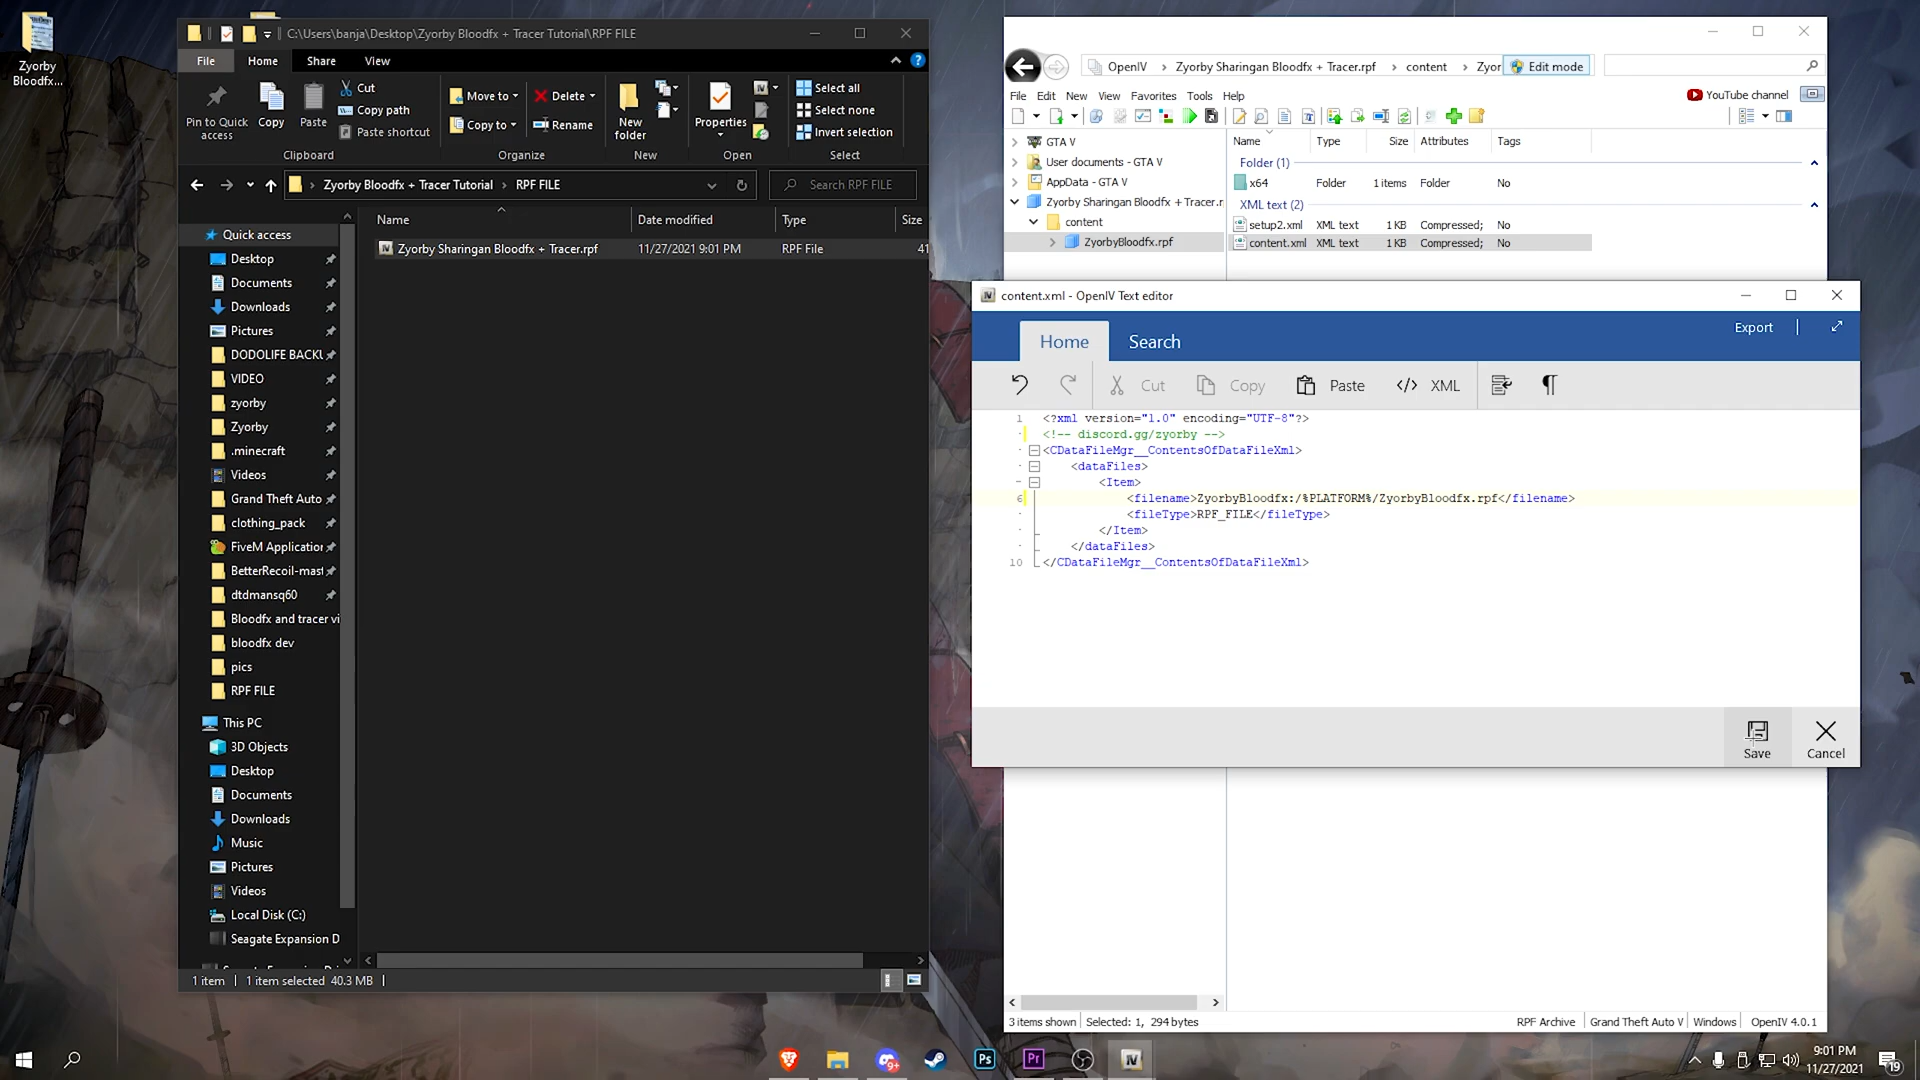 Zyorby
Bloodfx...
C:\Users\banja\Desktop\Zyorby Bloodfx + Tracer Tutorial\RPF FILE
File
Home
Share
View
Pin to Quick
access
Copy
Paste
Cut
Copy path
Paste shortcut
Clipboard
Move to
Copy to
Delete
Rename
Organize
New
folder
New
Properties
Open
Select all
Select none
Invert selection
Select
Zyorby Bloodfx + Tracer Tutorial
RPF FILE
Search RPF FILE
Name
Date modified
Type
Size
Zyorby Sharingan Bloodfx + Tracer.rpf
11/27/2021 9:01 PM
RPF File
41
Quick access
Desktop
Documents
Downloads
Pictures
DODOLIFE BACKU
VIDEO
zyorby
Zyorby
.minecraft
Videos
Grand Theft Auto
clothing_pack
FiveM Application
BetterRecoil-mast
dtdmansq60
Bloodfx and tracer vi
bloodfx dev
pics
RPF FILE
This PC
3D Objects
Desktop
Documents
Downloads
Music
Pictures
Videos
Local Disk (C:)
Seagate Expansion D
1 item
1 item selected 40.3 MB
OpenIV
Zyorby Sharingan Bloodfx + Tracer.rpf
content
Zyor
Edit mode
File Edit New View Favorites Tools Help
YouTube channel
GTA V
User documents - GTA V
AppData - GTA V
Zyorby Sharingan Bloodfx + Tracer.r
content
ZyorbyBloodfx.rpf
Name Type Size Attributes Tags
Folder (1)
x64 Folder 1 items Folder No
XML text (2)
setup2.xml XML text 1 KB Compressed; No
content.xml XML text 1 KB Compressed; No
content.xml - OpenIV Text editor
Home
Search
Export
Cut
Copy
Paste
</> XML
¶
1 <?xml version="1.0" encoding="UTF-8"?>
<!-- discord.gg/zyorby -->
<CDataFileMgr__ContentsOfDataFileXml>
<dataFiles>
<Item>
6 <filename>ZyorbyBloodfx:/%PLATFORM%/ZyorbyBloodfx.rpf</filename>
<fileType>RPF_FILE</fileType>
</Item>
</dataFiles>
10 </CDataFileMgr__ContentsOfDataFileXml>
Save
Cancel
3 items shown
Selected: 1, 294 bytes
RPF Archive
Grand Theft Auto V
Windows
OpenIV 4.0.1
9+
Ps
Pr
IV
9:01 PM
11/27/2021
19